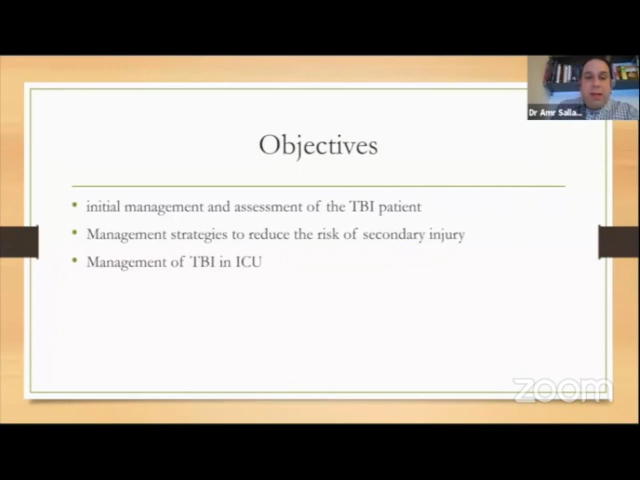 Dr Amr Salla...
Objectives
initial management and assessment of the TBI patient
Management strategies to reduce the risk of secondary injury
Management of TBI in ICU
zoom